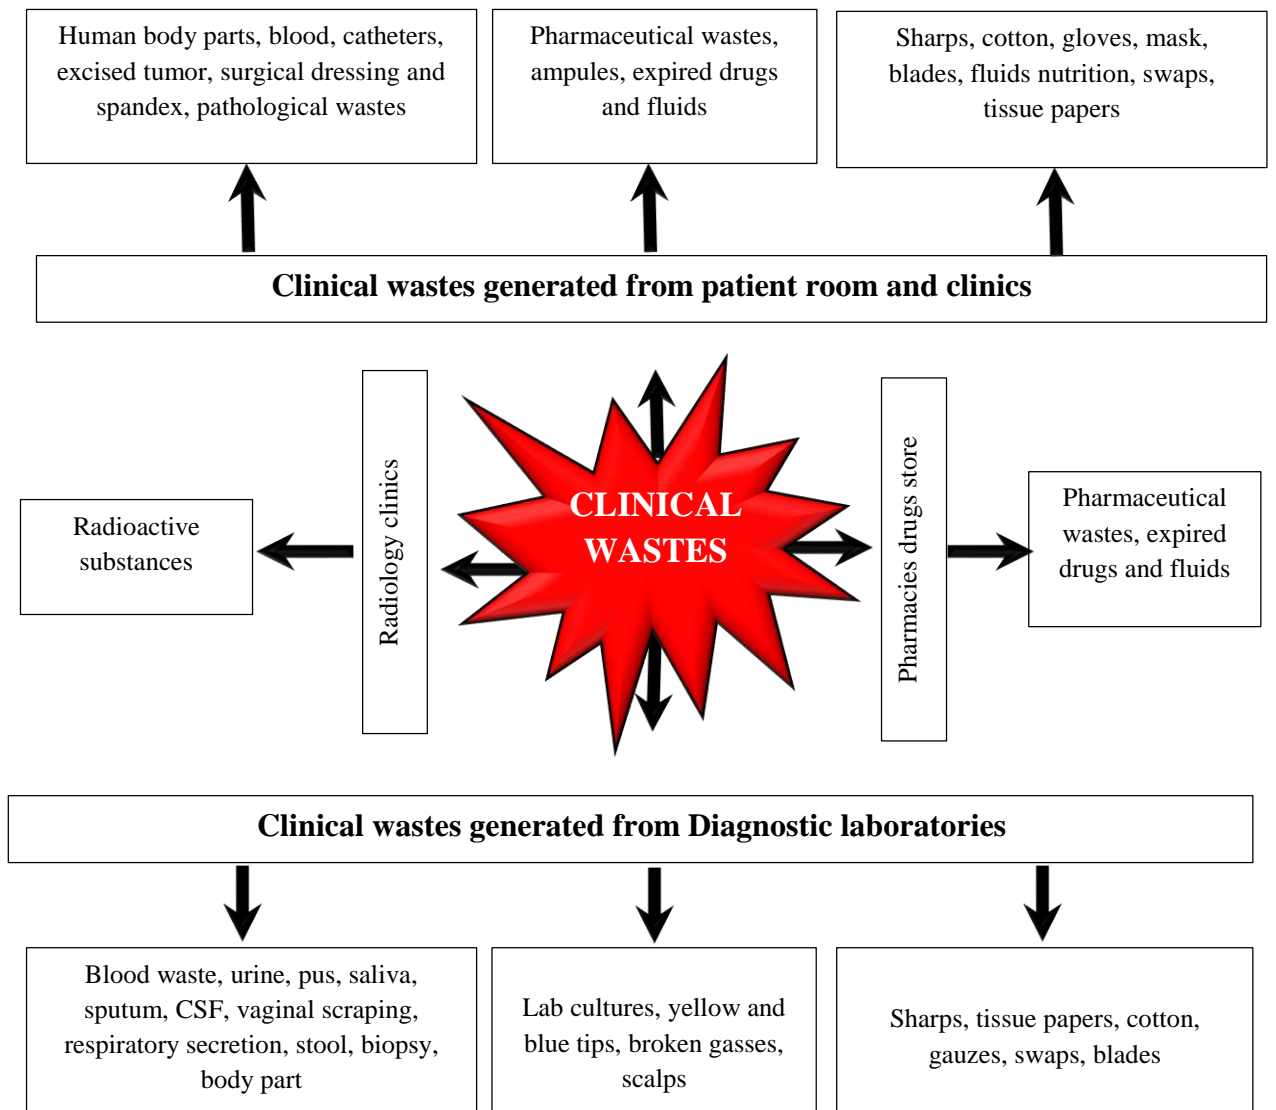 Human body parts, blood, catheters,
excised tumor, surgical dressing and
spandex, pathological wastes
Pharmaceutical wastes,
ampules, expired drugs
and fluids
Sharps, cotton, gloves, mask,
blades, fluids nutrition, swaps,
tissue papers
Clinical wastes generated from patient room and clinics
Radioactive
substances
Radiology clinics
CLINICAL
WASTES
Pharmacies drugs store
Pharmaceutical
wastes, expired
drugs and fluids
Clinical wastes generated from Diagnostic laboratories
Blood waste, urine, pus, saliva,
sputum, CSF, vaginal scraping,
respiratory secretion, stool, biopsy,
body part
Lab cultures, yellow and
blue tips, broken gasses,
scalps
Sharps, tissue papers, cotton,
gauzes, swaps, blades